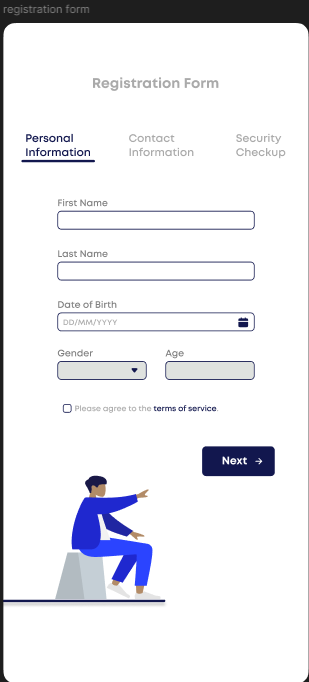 registration form
Registration Form
Personal Information
Contact Information
Security Checkup
First Name
Last Name
Date of Birth
DD/MM/YYYY
Gender
Age
Please agree to the terms of service.
Next →